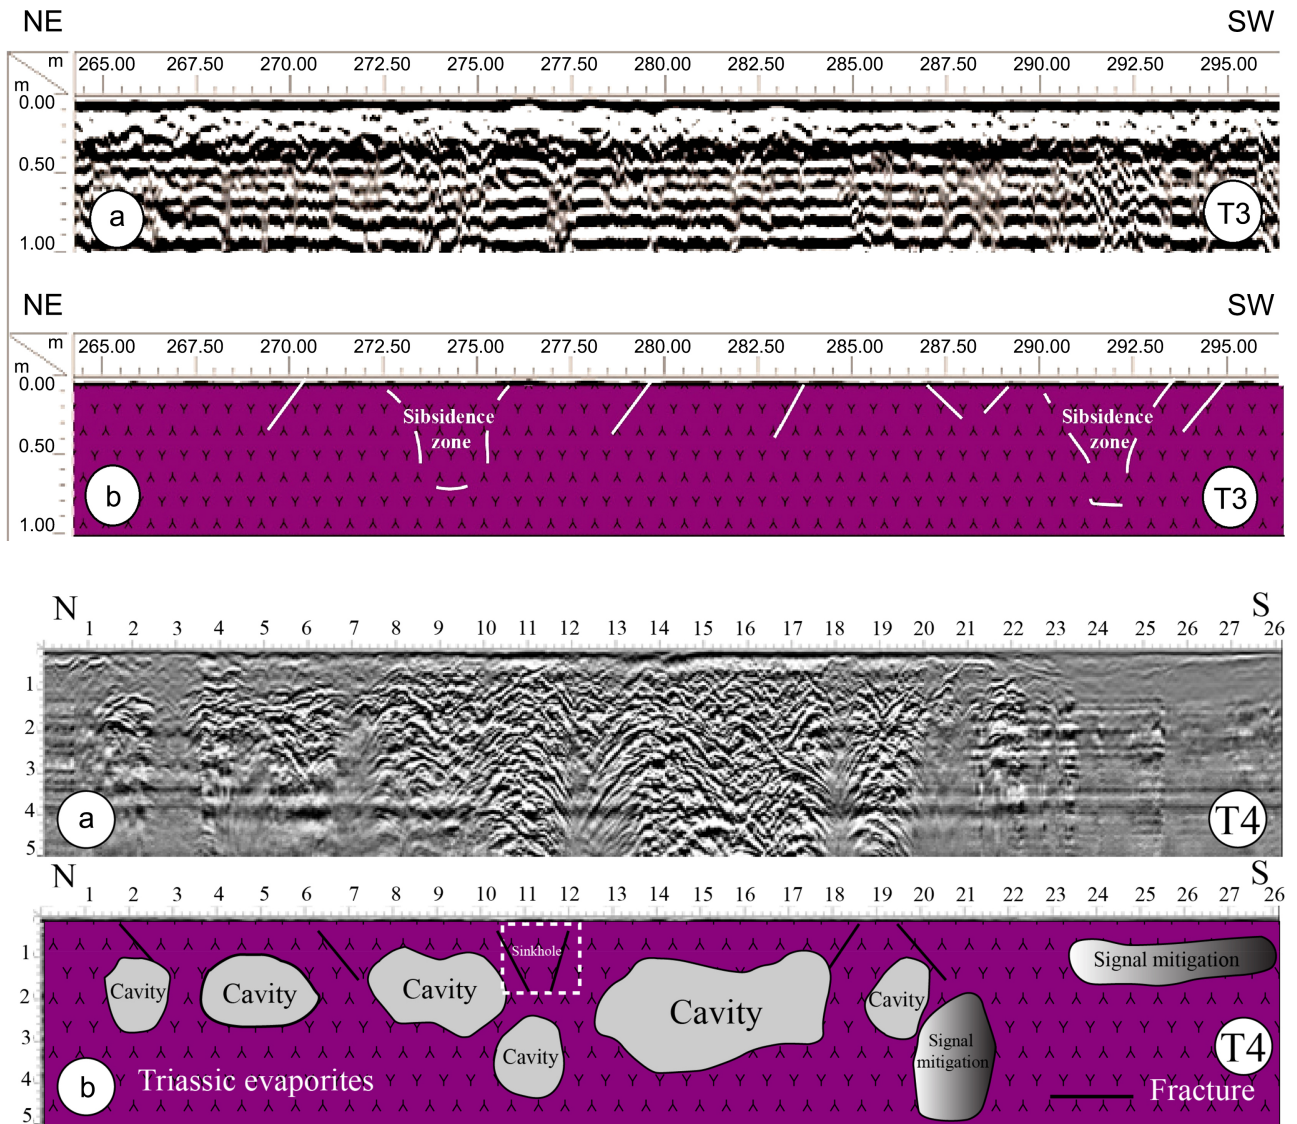 NE SW
m 265.00 267.50 270.00 272.50 275.00 277.50 280.00 282.50 285.00 287.50 290.00 292.50 295.00
m
0.00
0.50
a T3
1.00
NE SW
m 265.00 267.50 270.00 272.50 275.00 277.50 280.00 282.50 285.00 287.50 290.00 292.50 295.00
m
0.00
Sibsidence Sibsidence
zone zone
0.50
b T3
1.00
N S
1 2 3 4 5 6 7 8 9 10 11 12 13 14 15 16 17 18 19 20 21 22 23 24 25 26 27 26
1
2
3
4
a T4
5
N S
1 2 3 4 5 6 7 8 9 10 11 12 13 14 15 16 17 18 19 20 21 22 23 24 25 26 27 26
1 Sinkhole Signal mitigation
Cavity Cavity Cavity Cavity Cavity
2
3 Cavity Signal
mitigation T4
4
b Triassic evaporites Fracture
5